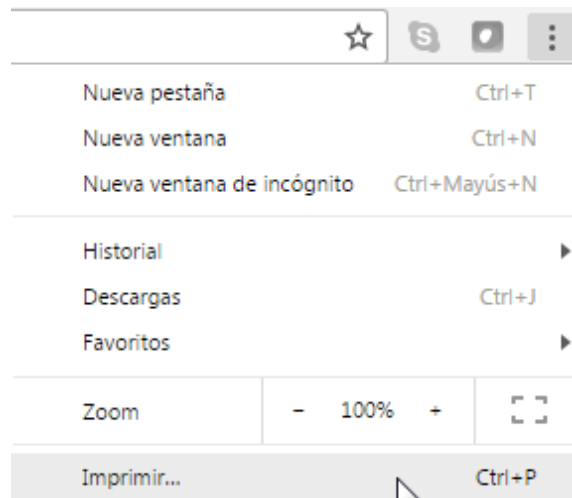 Nueva pestaña Ctrl+T
Nueva ventana Ctrl+N
Nueva ventana de incógnito Ctrl+Mayús+N
Historial
Descargas Ctrl+J
Favoritos
Zoom - 100% +
Imprimir... Ctrl+P